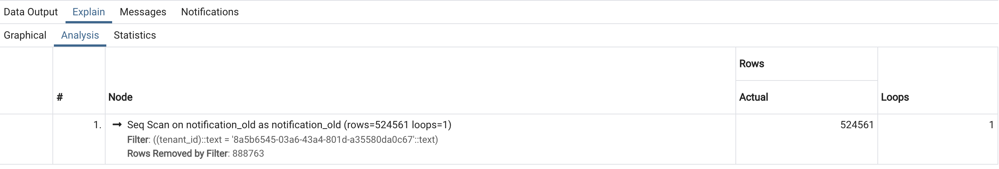 Data Output Explain Messages Notifications
Graphical Analysis Statistics
Rows
# Node Actual Loops
1. → Seq Scan on notification_old as notification_old (rows=524561 loops=1) 524561 1
Filter: ((tenant_id)::text = '8a5b6545-03a6-43a4-801d-a35580da0c67'::text)
Rows Removed by Filter: 888763